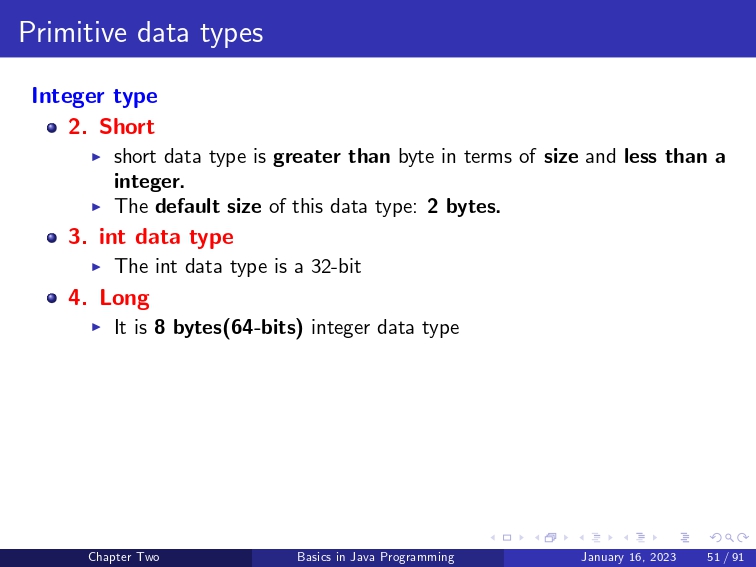 Primitive data types
Integer type
2. Short
short data type is greater than byte in terms of size and less than a
integer.
The default size of this data type: 2 bytes.
3. int data type
The int data type is a 32-bit
4. Long
It is 8 bytes(64-bits) integer data type
Chapter Two Basics in Java Programming January 16, 2023 51 / 91